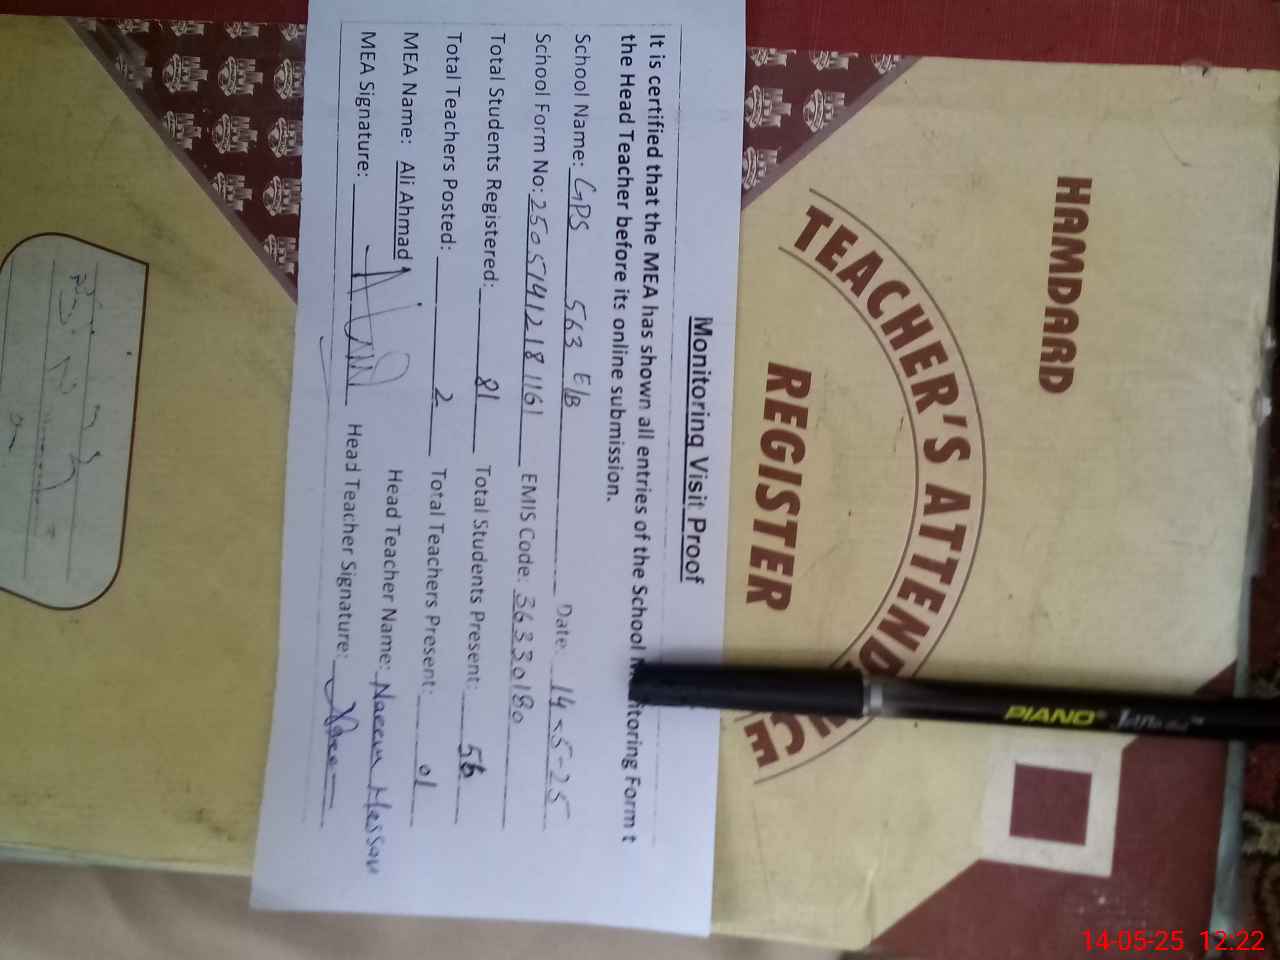 HAMDARD
TEACHER'S ATTENDANCE
REGISTER
PIANO
Monitoring Visit Proof
It is certified that the MEA has shown all entries of the School Monitoring Form t
the Head Teacher before its online submission.
School Name: GPS 563 E/B Date: 14-5-25
School Form No: 2505141218 1161 EMIS Code: 36330180
Total Students Registered: 81 Total Students Present: 56
Total Teachers Posted: 2 Total Teachers Present: 01
MEA Name: Ali Ahmad Head Teacher Name: Naeem Hassan
MEA Signature: Head Teacher Signature:
14-05-25 12:22